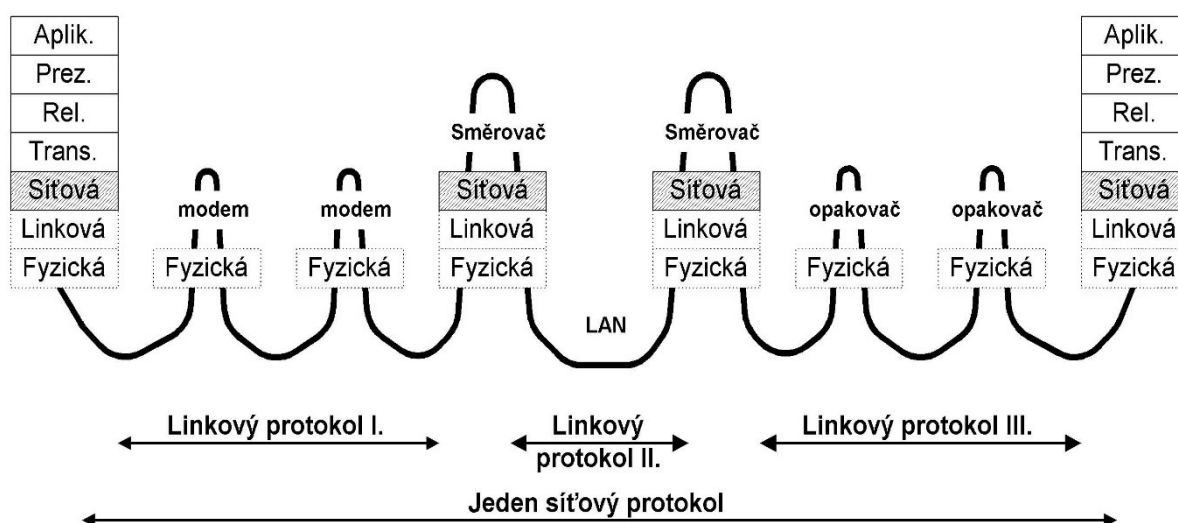 Aplik.
Prez.
Rel.
Trans.
Síťová
Linková
Fyzická
modem
Fyzická
modem
Fyzická
Směrovač
Síťová
Linková
Fyzická
LAN
Směrovač
Síťová
Linková
Fyzická
opakovač
Fyzická
opakovač
Fyzická
Aplik.
Prez.
Rel.
Trans.
Síťová
Linková
Fyzická
Linkový protokol I.
Linkový
protokol II.
Linkový protokol III.
Jeden síťový protokol